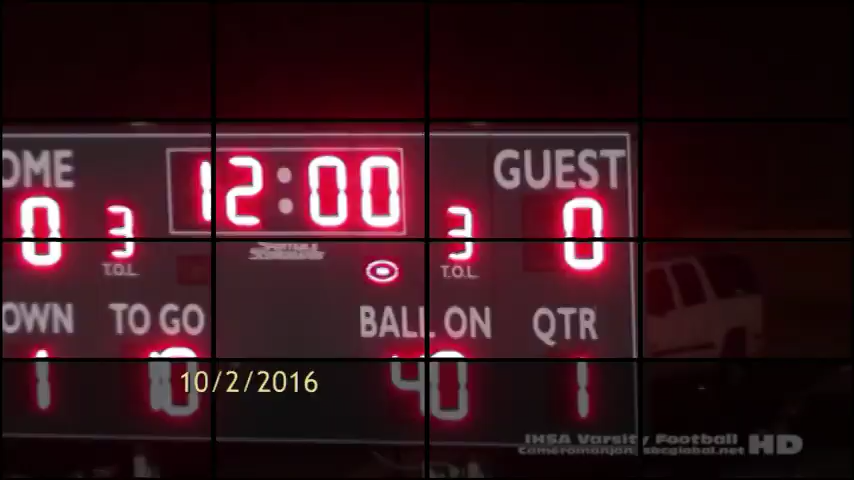 OME 12:00 GUEST
0 3 3 0
T.O.L. T.O.L.
OWN TO GO BALL ON QTR
1 10 40 1
10/2/2016
IHSA Varsity Football HD